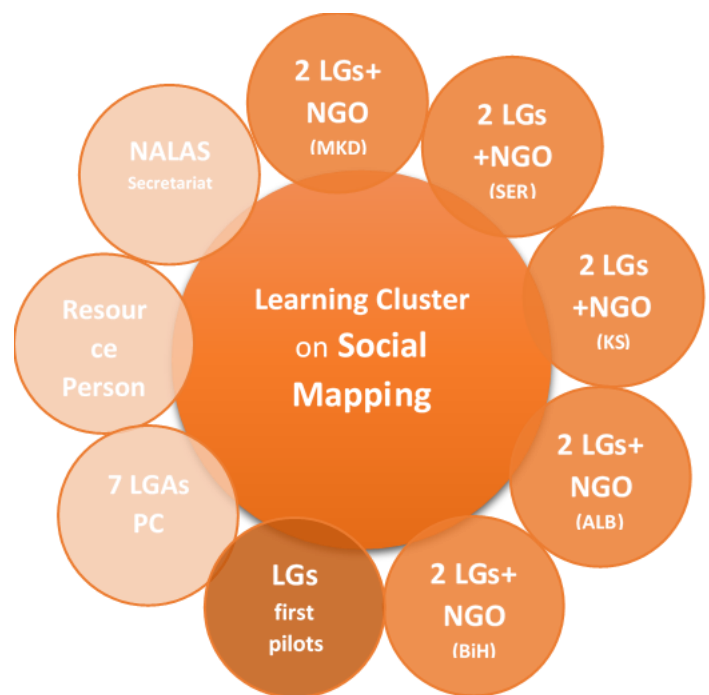 2 LGs+
NGO
(MKD)
2 LGs
+NGO
(SER)
2 LGs
+NGO
(KS)
2 LGs+
NGO
(ALB)
2 LGs+
NGO
(BiH)
LGs
first
pilots
7 LGAs
PC
Resour
ce
Person
NALAS
Secretariat
Learning Cluster
on Social
Mapping